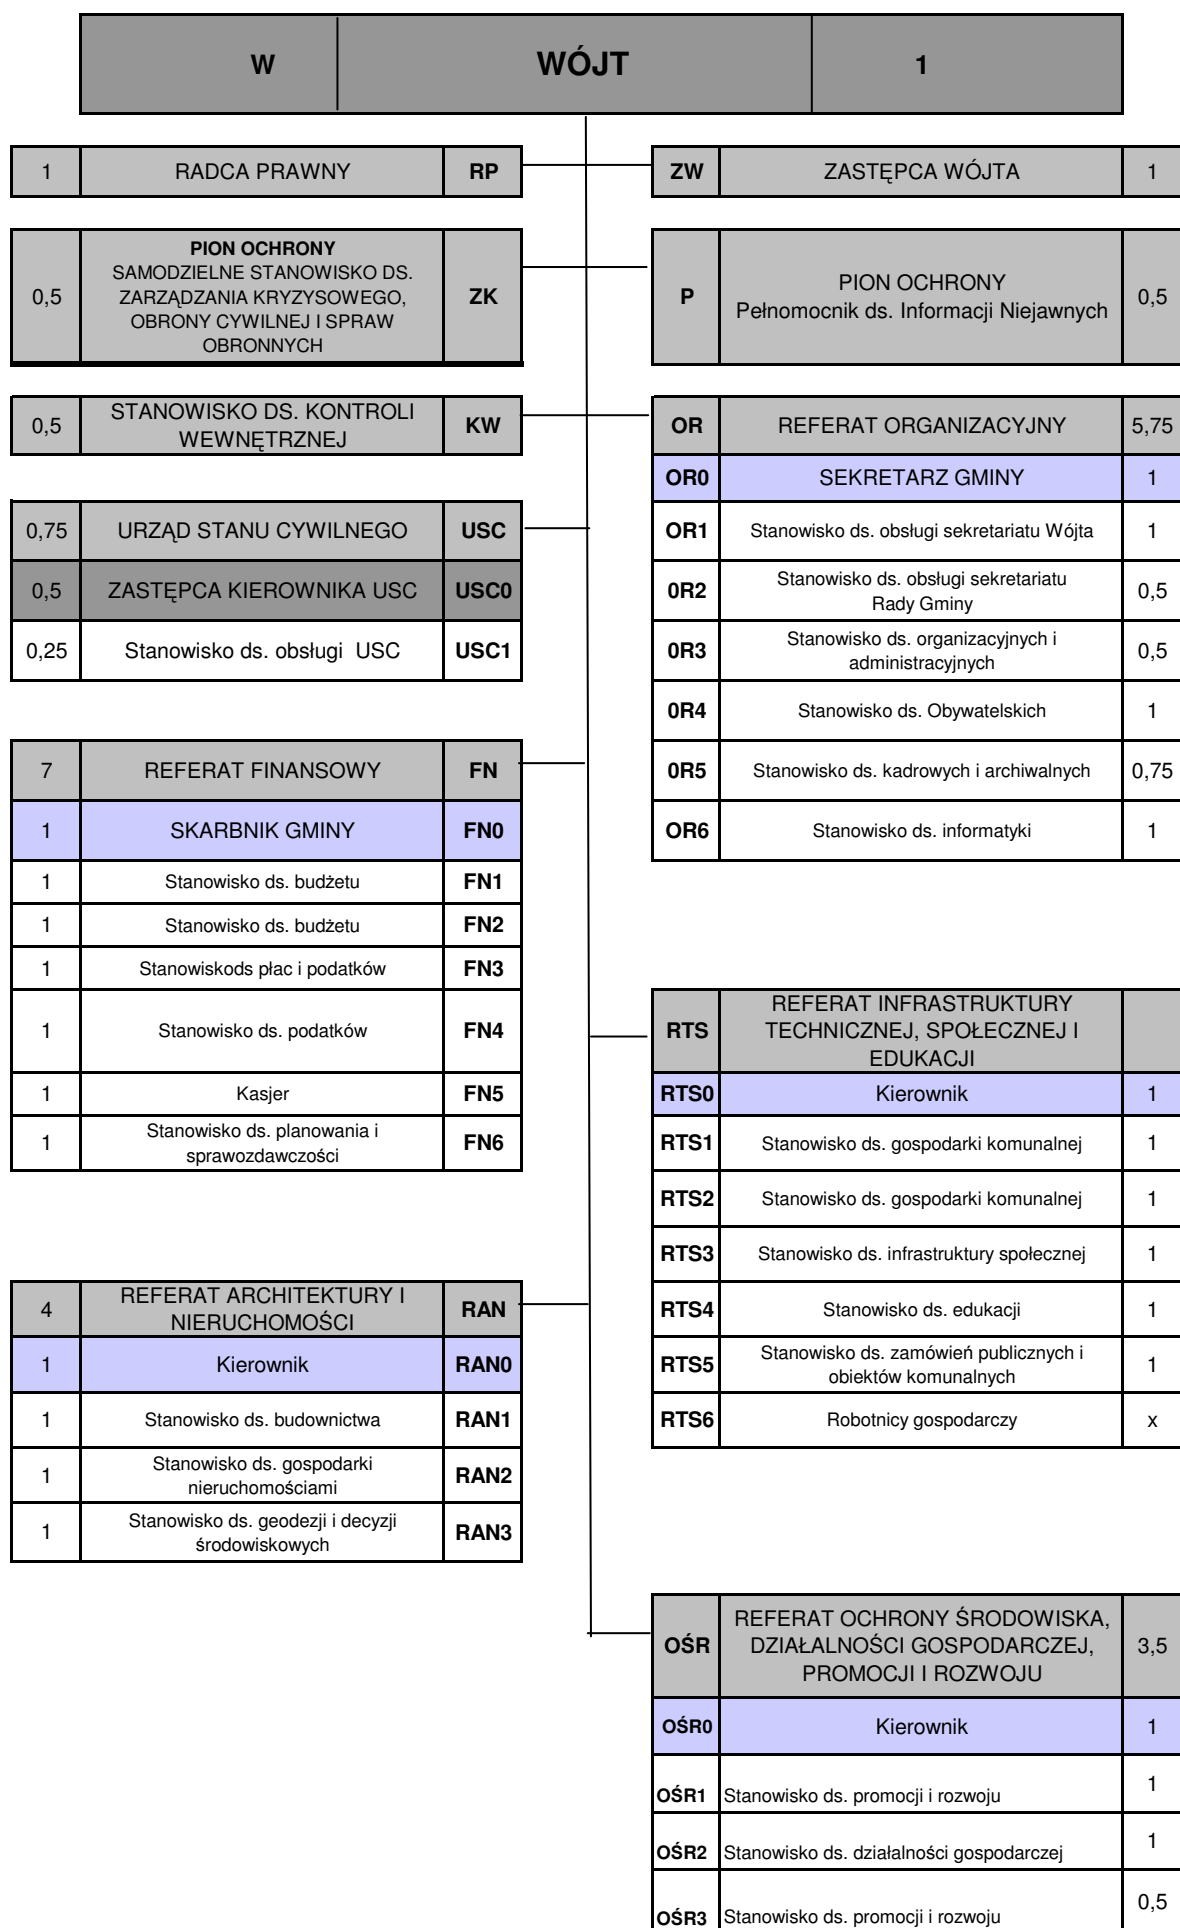 W WÓJT 1
1 RADCA PRAWNY RP
0,5 PION OCHRONY
SAMODZIELNE STANOWISKO DS.
ZARZĄDZANIA KRYZYSOWEGO,
OBRONY CYWILNEJ I SPRAW
OBRONNYCH
ZK
0,5 STANOWISKO DS. KONTROLI
WEWNĘTRZNEJ
KW
0,75 URZĄD STANU CYWILNEGO USC
0,5 ZASTĘPCA KIEROWNIKA USC USC0
0,25 Stanowisko ds. obsługi USC USC1
7 REFERAT FINANSOWY FN
1 SKARBNIK GMINY FN0
1 Stanowisko ds. budżetu FN1
1 Stanowisko ds. budżetu FN2
1 Stanowiskods płac i podatków FN3
1 Stanowisko ds. podatków FN4
1 Kasjer FN5
1 Stanowisko ds. planowania i
sprawozdawczości
FN6
4 REFERAT ARCHITEKTURY I
NIERUCHOMOŚCI
RAN
1 Kierownik RAN0
1 Stanowisko ds. budownictwa RAN1
1 Stanowisko ds. gospodarki
nieruchomościami
RAN2
1 Stanowisko ds. geodezji i decyzji
środowiskowych
RAN3
ZW ZASTĘPCA WÓJTA 1
P PION OCHRONY
Pełnomocnik ds. Informacji Niejawnych
0,5
OR REFERAT ORGANIZACYJNY 5,75
OR0 SEKRETARZ GMINY 1
OR1 Stanowisko ds. obsługi sekretariatu Wójta 1
0R2 Stanowisko ds. obsługi sekretariatu
Rady Gminy
0,5
0R3 Stanowisko ds. organizacyjnych i
administracyjnych
0,5
0R4 Stanowisko ds. Obywatelskich 1
0R5 Stanowisko ds. kadrowych i archiwalnych 0,75
OR6 Stanowisko ds. informatyki 1
RTS REFERAT INFRASTRUKTURY
TECHNICZNEJ, SPOŁECZNEJ I
EDUKACJI
RTS0 Kierownik 1
RTS1 Stanowisko ds. gospodarki komunalnej 1
RTS2 Stanowisko ds. gospodarki komunalnej 1
RTS3 Stanowisko ds. infrastruktury społecznej 1
RTS4 Stanowisko ds. edukacji 1
RTS5 Stanowisko ds. zamówień publicznych i
obiektów komunalnych
1
RTS6 Robotnicy gospodarczy x
OŚR REFERAT OCHRONY ŚRODOWISKA,
DZIAŁALNOŚCI GOSPODARCZEJ,
PROMOCJI I ROZWOJU
3,5
OŚR0 Kierownik 1
OŚR1 Stanowisko ds. promocji i rozwoju 1
OŚR2 Stanowisko ds. działalności gospodarczej 1
OŚR3 Stanowisko ds. promocji i rozwoju 0,5